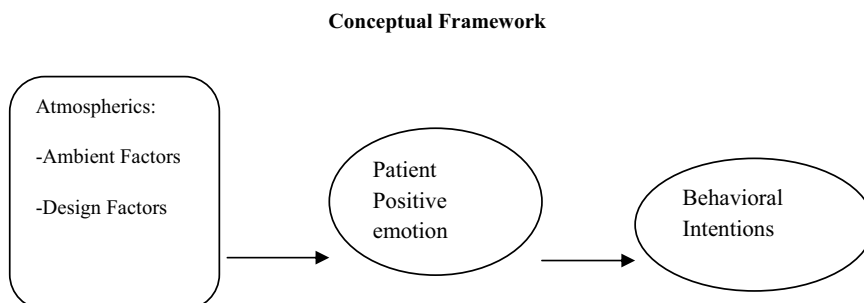 Conceptual Framework
Atmospherics:
-Ambient Factors
-Design Factors
Patient
Positive
emotion
Behavioral
Intentions